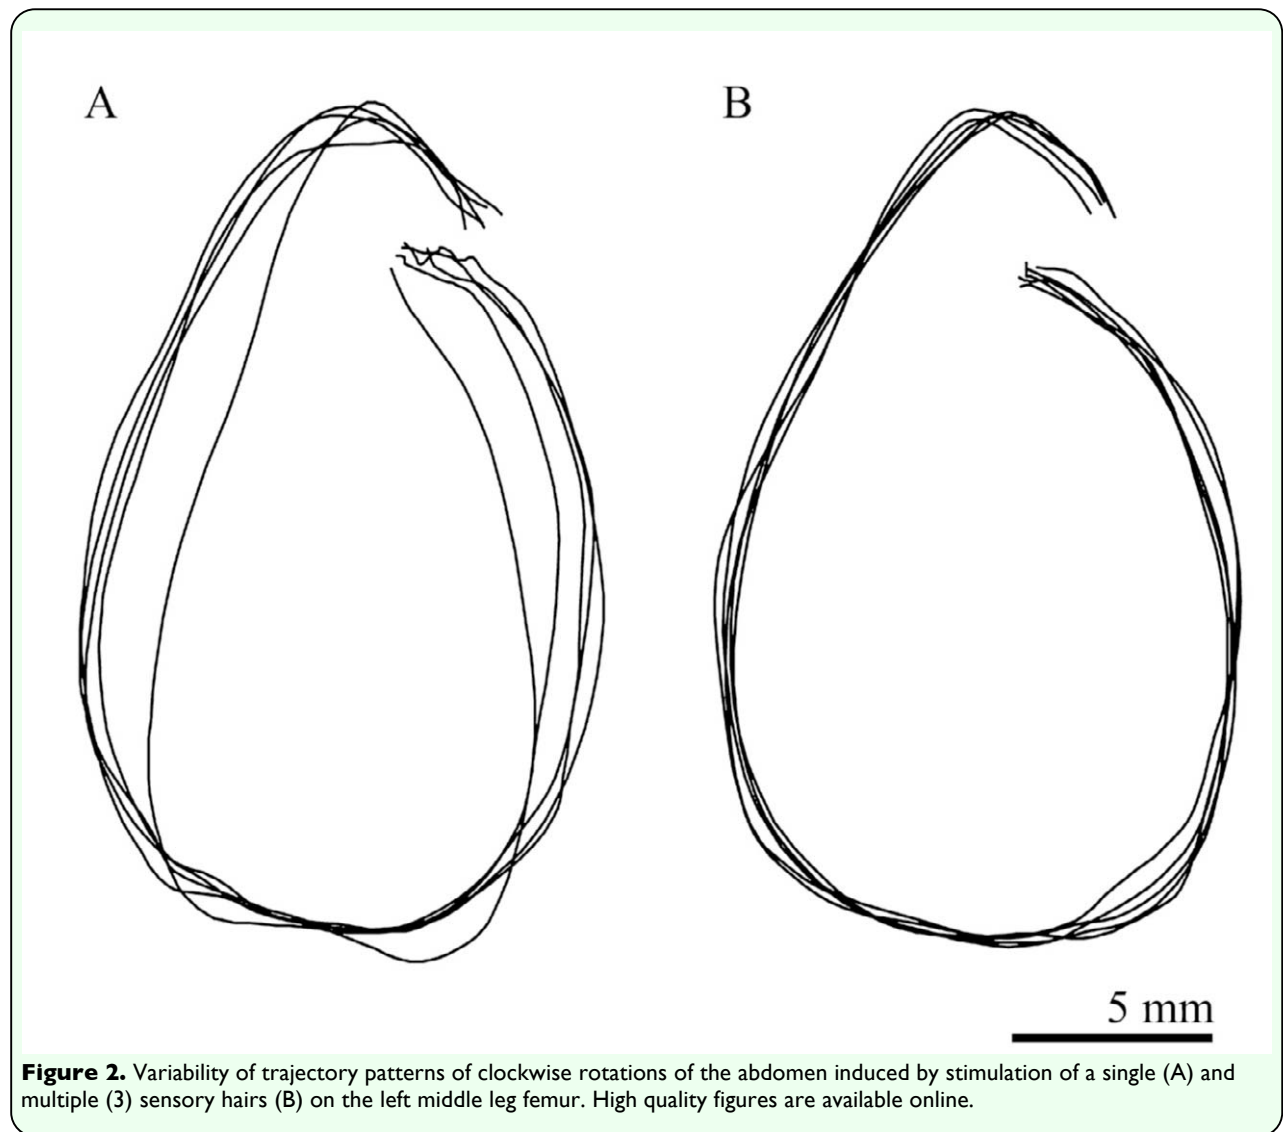 A
B
5 mm
Figure 2. Variability of trajectory patterns of clockwise rotations of the abdomen induced by stimulation of a single (A) and
multiple (3) sensory hairs (B) on the left middle leg femur. High quality figures are available online.